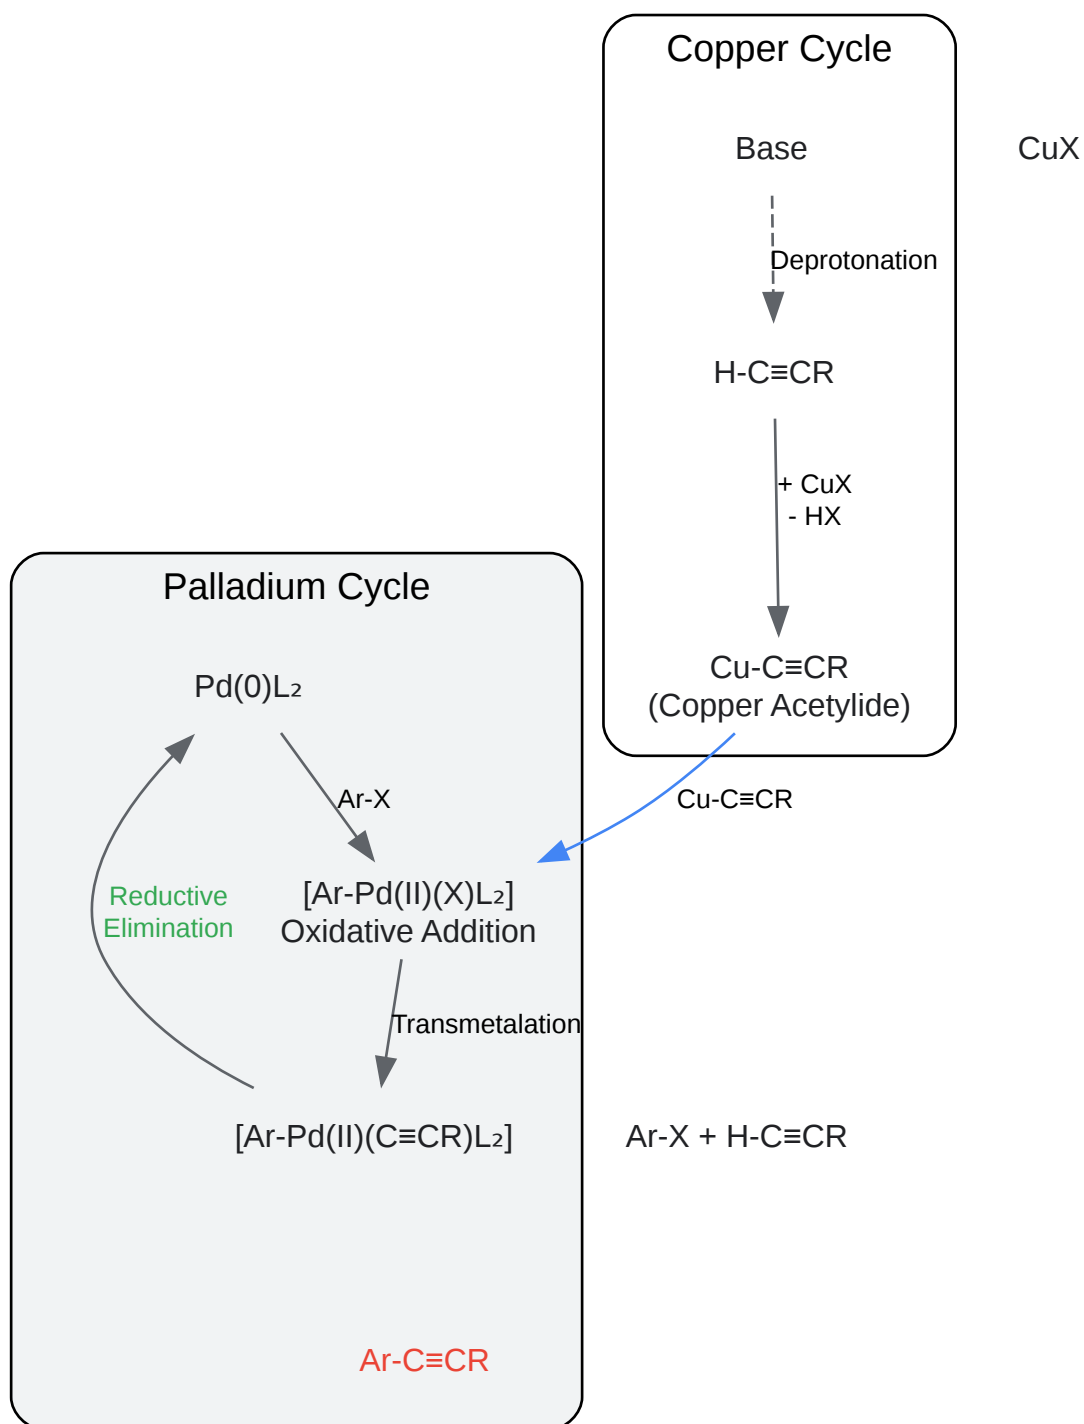 Copper Cycle
Base
CuX
Deprotonation
H-C≡CR
+ CuX
- HX
Cu-C≡CR
(Copper Acetylide)
Cu-C≡CR
Palladium Cycle
Pd(0)L₂
Ar-X
[Ar-Pd(II)(X)L₂]
Oxidative Addition
Reductive
Elimination
Transmetalation
[Ar-Pd(II)(C≡CR)L₂]
Ar-X + H-C≡CR
Ar-C≡CR